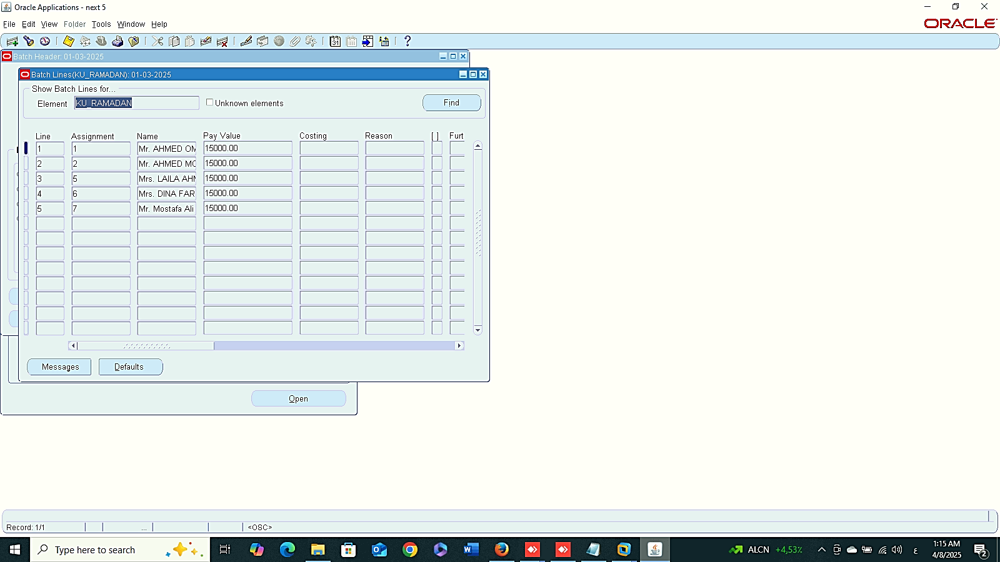 Oracle Applications - next 5
File Edit View Folder Tools Window Help
ORACLE
Batch Header: 01-03-2025
Batch Lines(KU_RAMADAN): 01-03-2025
Show Batch Lines for...
Element KU_RAMADAN Unknown elements Find
Line Assignment Name Pay Value Costing Reason [ ] Furt
1 1 Mr. AHMED OM 15000.00
2 2 Mr. AHMED MO 15000.00
3 5 Mrs. LAILA AHM 15000.00
4 6 Mrs. DINA FAR 15000.00
5 7 Mr. Mostafa Ali 15000.00
Messages Defaults
Open
Record: 1/1 ... <OSC>
Type here to search
ALCN +4,53% ع 1:15 AM
4/8/2025 2